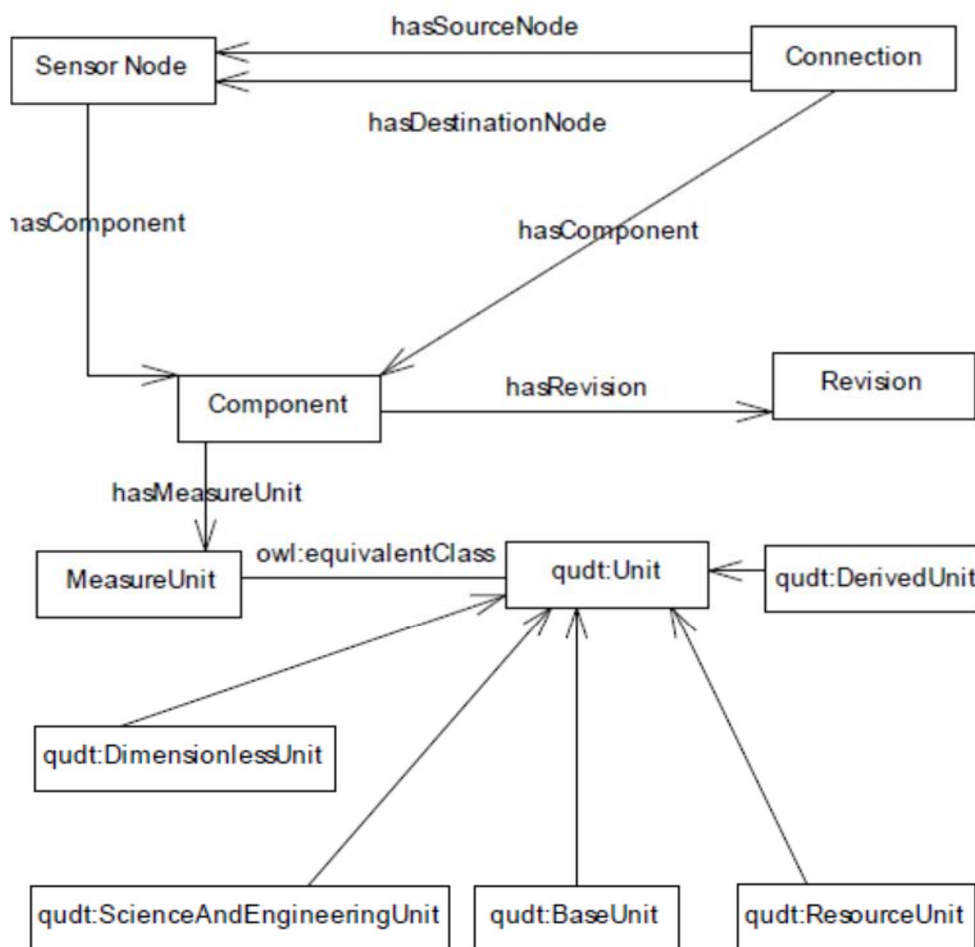 hasSourceNode
Sensor Node
Connection
hasDestinationNode
hasComponent
hasComponent
Component
hasRevision
Revision
hasMeasureUnit
MeasureUnit
owl:equivalentClass
qudt:Unit
qudt:DerivedUnit
qudt:DimensionlessUnit
qudt:ScienceAndEngineeringUnit
qudt:BaseUnit
qudt:ResourceUnit